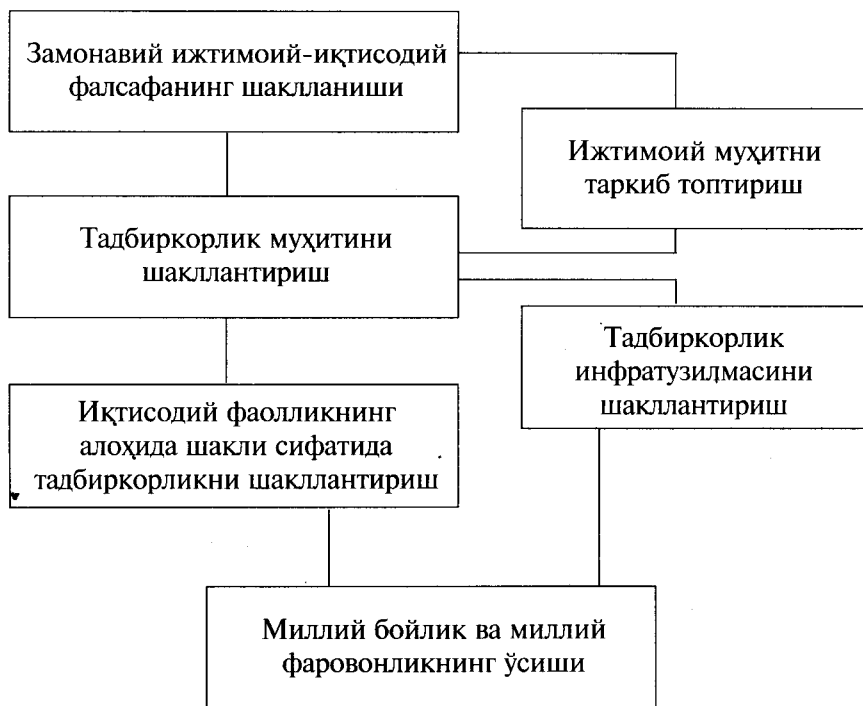 Замонавий ижтимоий-иқтисодий
фалсафанинг шаклланиши
Ижтимоий муҳитни
таркиб топтириш
Тадбиркорлик муҳитини
шакллантириш
Тадбиркорлик
инфратузилмасини
шакллантириш
Иқтисодий фаолликнинг
алоҳида шакли сифатида
тадбиркорликни шакллантириш
Миллий бойлик ва миллий
фаровонликнинг ўсиши